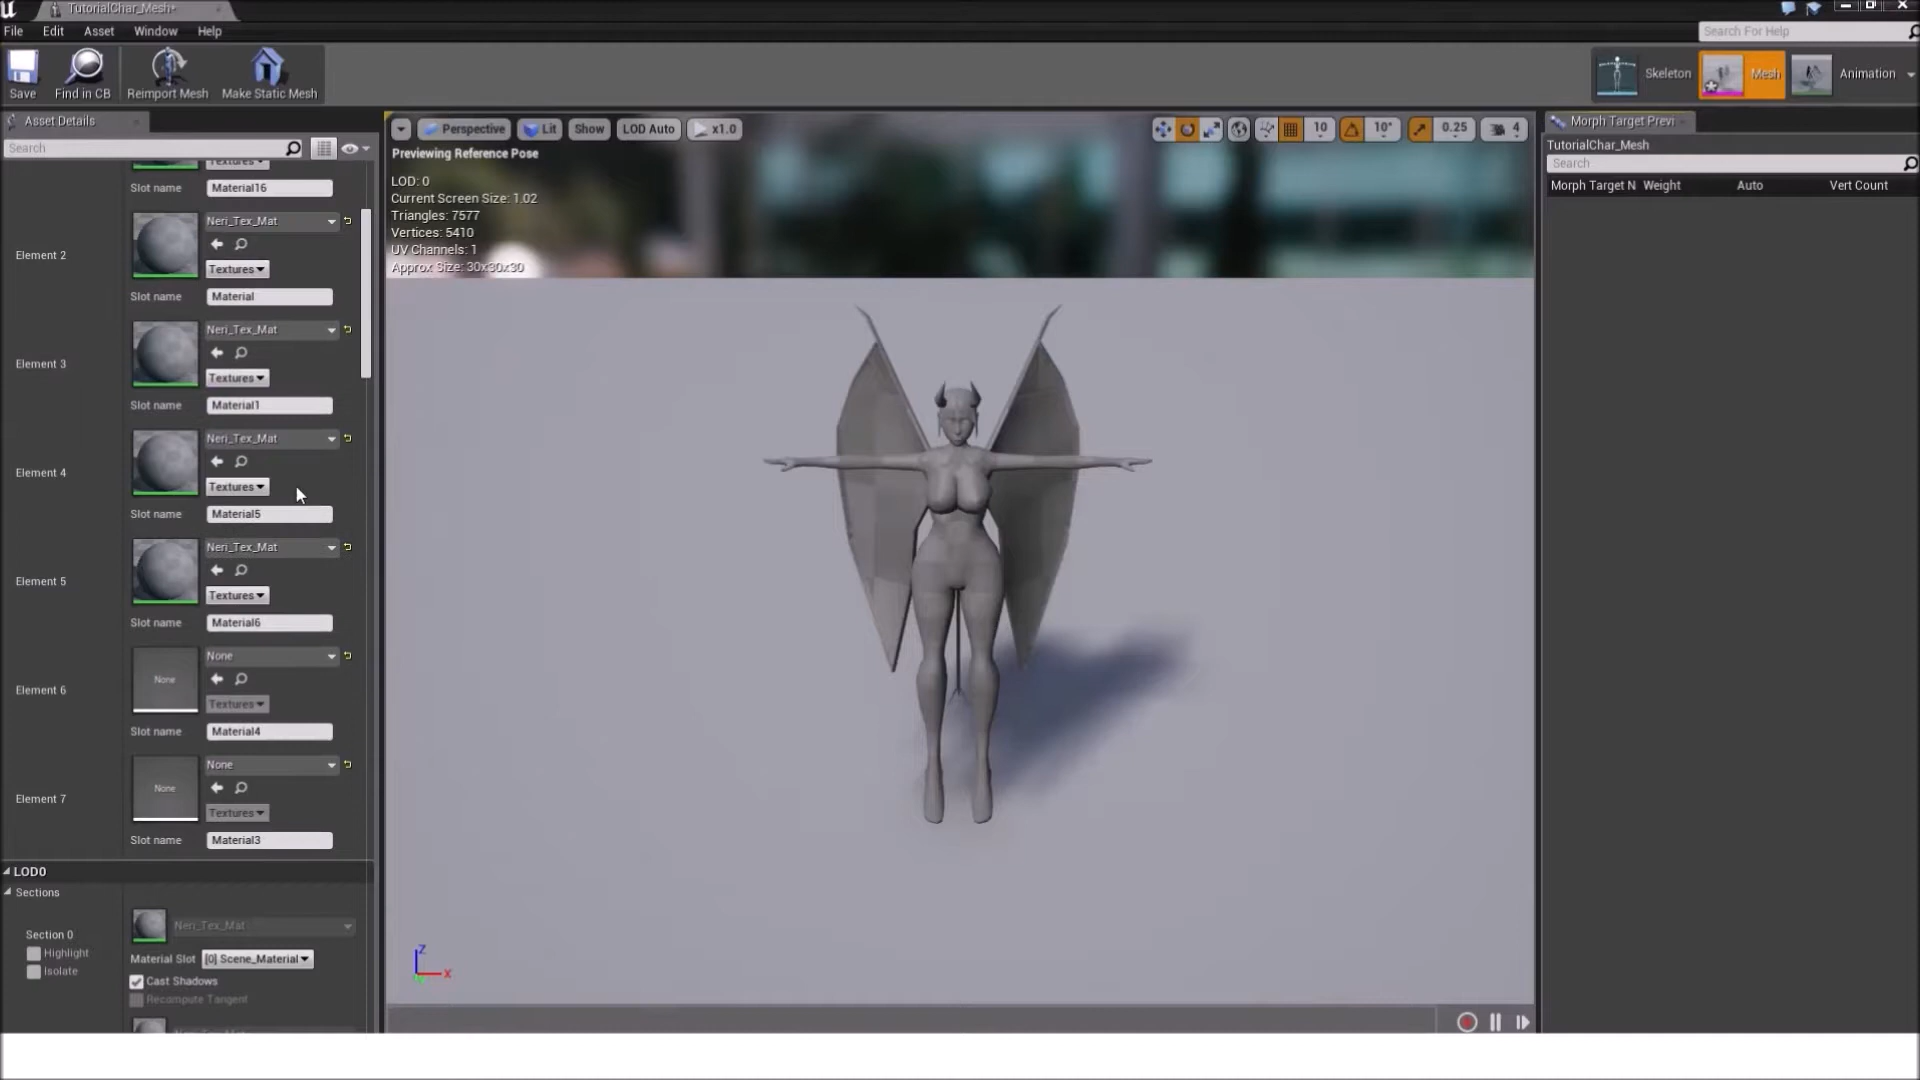 TutorialChar_Mesh*
File Edit Asset Window Help
Search For Help
Save Find in CB Reimport Mesh Make Static Mesh
Skeleton Mesh Animation
Asset Details
Search
Slot name Material16
Element 2 Neri_Tex_Mat
Textures
Slot name Material
Element 3 Neri_Tex_Mat
Textures
Slot name Material1
Element 4 Neri_Tex_Mat
Textures
Slot name Material5
Element 5 Neri_Tex_Mat
Textures
Slot name Material6
Element 6 None
None
Textures
Slot name Material4
Element 7 None
None
Textures
Slot name Material3
LOD0
Sections
Section 0
Neri_Tex_Mat
Highlight
Isolate
Material Slot [0] Scene_Material
Cast Shadows
Recompute Tangent
Perspective Lit Show LOD Auto x1.0
10 10° 0.25 4
Previewing Reference Pose
LOD: 0
Current Screen Size: 1.02
Triangles: 7577
Vertices: 5410
UV Channels: 1
Approx Size: 30x30x30
Z
X
Morph Target Previ
TutorialChar_Mesh
Search
Morph Target N Weight Auto Vert Count